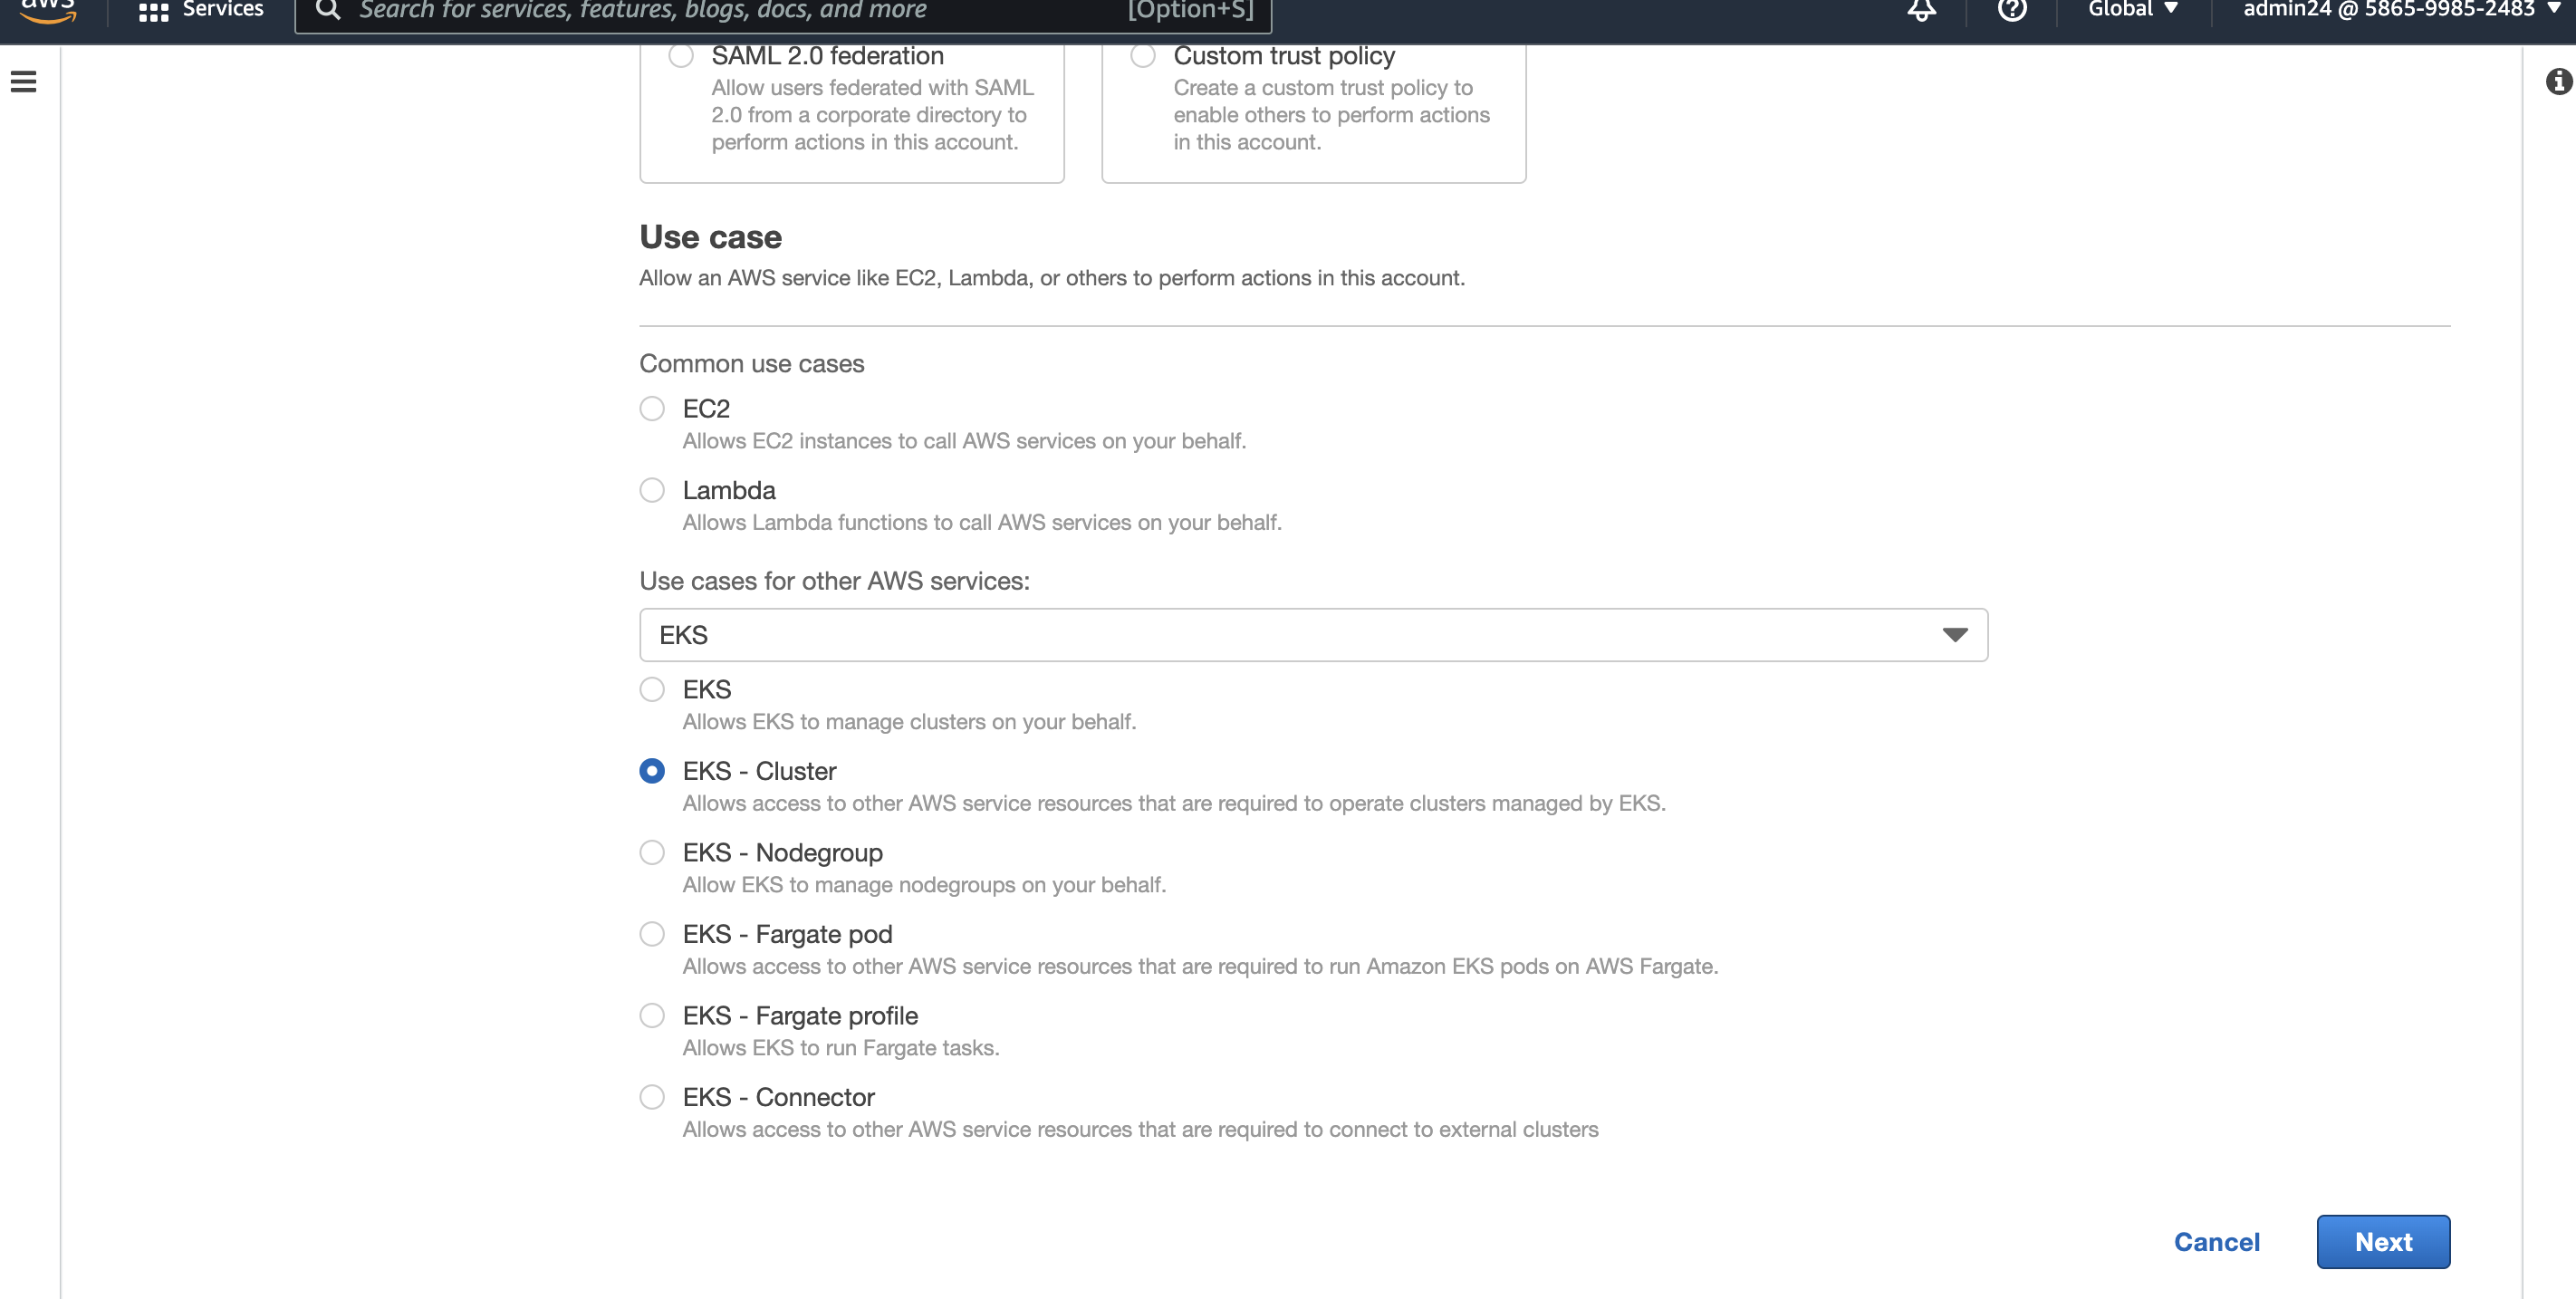 aws
Services
Search for services, features, blogs, docs, and more
[Option+S]
Global
admin24 @ 5865-9985-2483
SAML 2.0 federation
Allow users federated with SAML
2.0 from a corporate directory to
perform actions in this account.
Custom trust policy
Create a custom trust policy to
enable others to perform actions
in this account.
Use case
Allow an AWS service like EC2, Lambda, or others to perform actions in this account.
Common use cases
EC2
Allows EC2 instances to call AWS services on your behalf.
Lambda
Allows Lambda functions to call AWS services on your behalf.
Use cases for other AWS services:
EKS
EKS
Allows EKS to manage clusters on your behalf.
EKS - Cluster
Allows access to other AWS service resources that are required to operate clusters managed by EKS.
EKS - Nodegroup
Allow EKS to manage nodegroups on your behalf.
EKS - Fargate pod
Allows access to other AWS service resources that are required to run Amazon EKS pods on AWS Fargate.
EKS - Fargate profile
Allows EKS to run Fargate tasks.
EKS - Connector
Allows access to other AWS service resources that are required to connect to external clusters
Cancel
Next